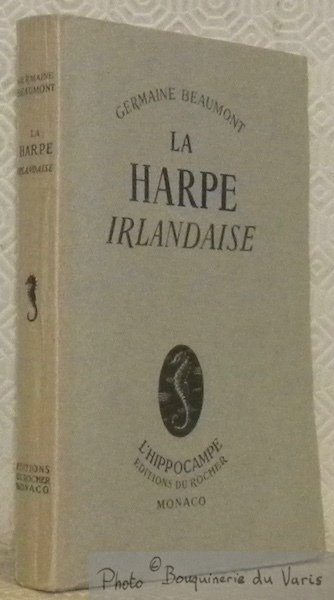 GERMAINE
BEAUMONT
LA
HARPE
IRLANDAISE
EDITIONS
DU ROCHER
MONACO
GERMAINE BEAUMONT
LA
HARPE
IRLANDAISE
L'HIPPOCAMPE
EDITIONS DU ROCHER
MONACO
Photo © Bouquinerie du Varis